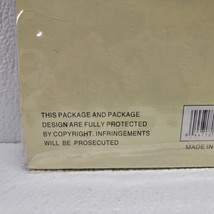 THIS PACKAGE AND PACKAGE
DESIGN ARE FULLY PROTECTED
BY COPYRIGHT. INFRINGEMENTS
WILL BE PROSECUTED
MADE IN